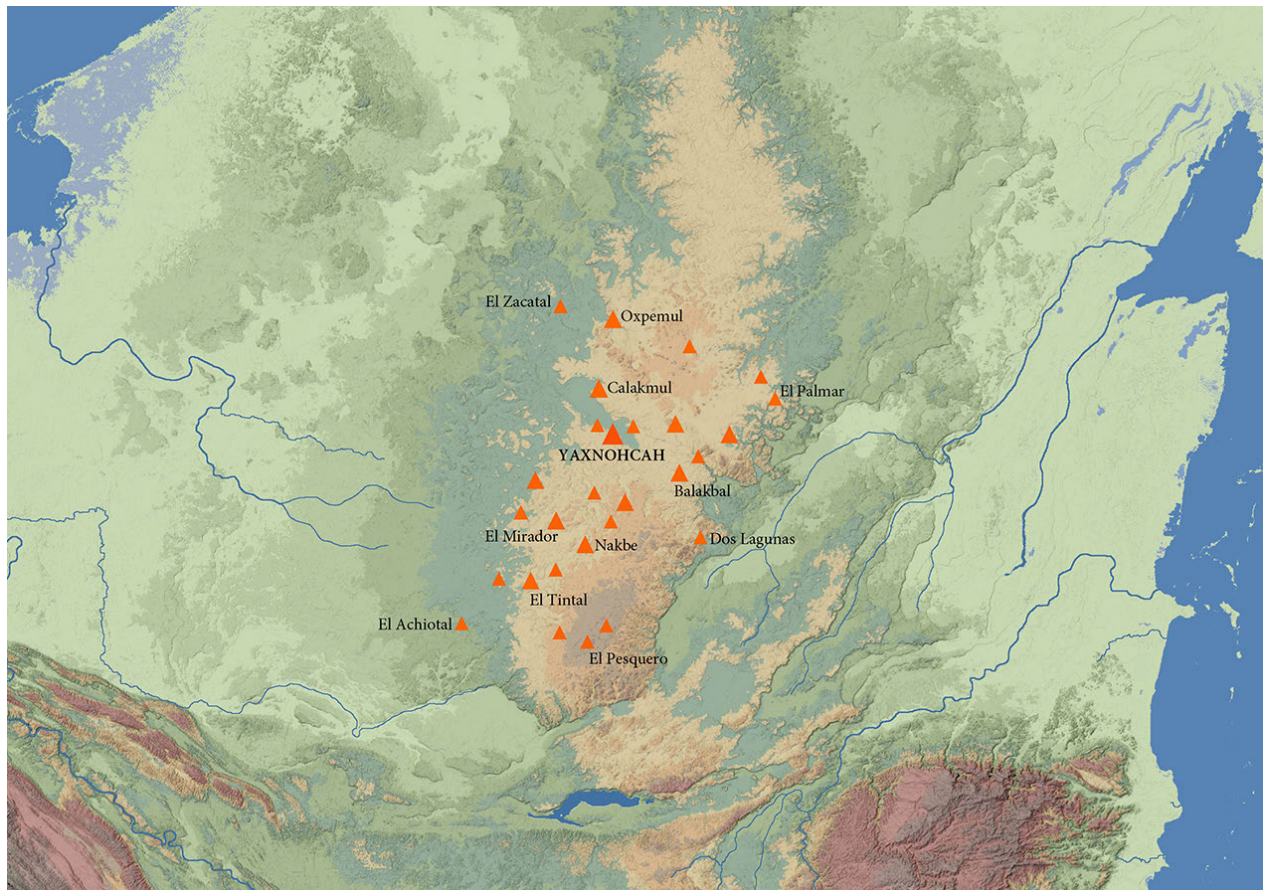 El Zacatal
Oxpemul
Calakmul
El Palmar
YAXNOHCAH
Balakbal
El Mirador
Dos Lagunas
Nakbe
El Tintal
El Achiotal
El Pesquero